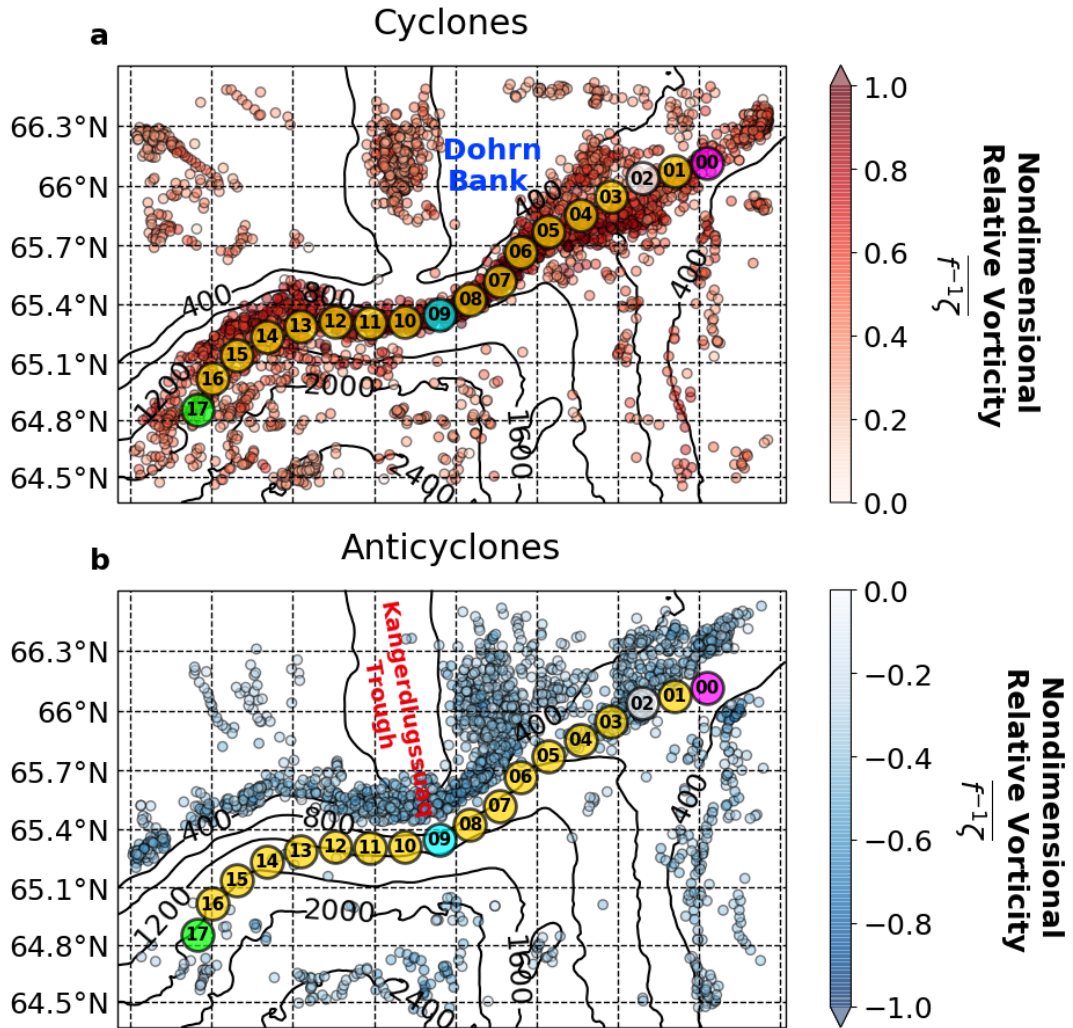 a
Cyclones
66.3°N
66°N
65.7°N
65.4°N
65.1°N
64.8°N
64.5°N
Dohrn
Bank
400
400
400
800
1200
2000
1600
2400
00
01
02
03
04
05
06
07
08
09
10
11
12
13
14
15
16
17
1.0
0.8
0.6
0.4
0.2
0.0
Nondimensional
Relative Vorticity
f⁻¹ζ
b
Anticyclones
66.3°N
66°N
65.7°N
65.4°N
65.1°N
64.8°N
64.5°N
Kangerdlugssuaq
Trough
400
400
400
800
1200
2000
1600
2400
00
01
02
03
04
05
06
07
08
09
10
11
12
13
14
15
16
17
0.0
−0.2
−0.4
−0.6
−0.8
−1.0
Nondimensional
Relative Vorticity
f⁻¹ζ